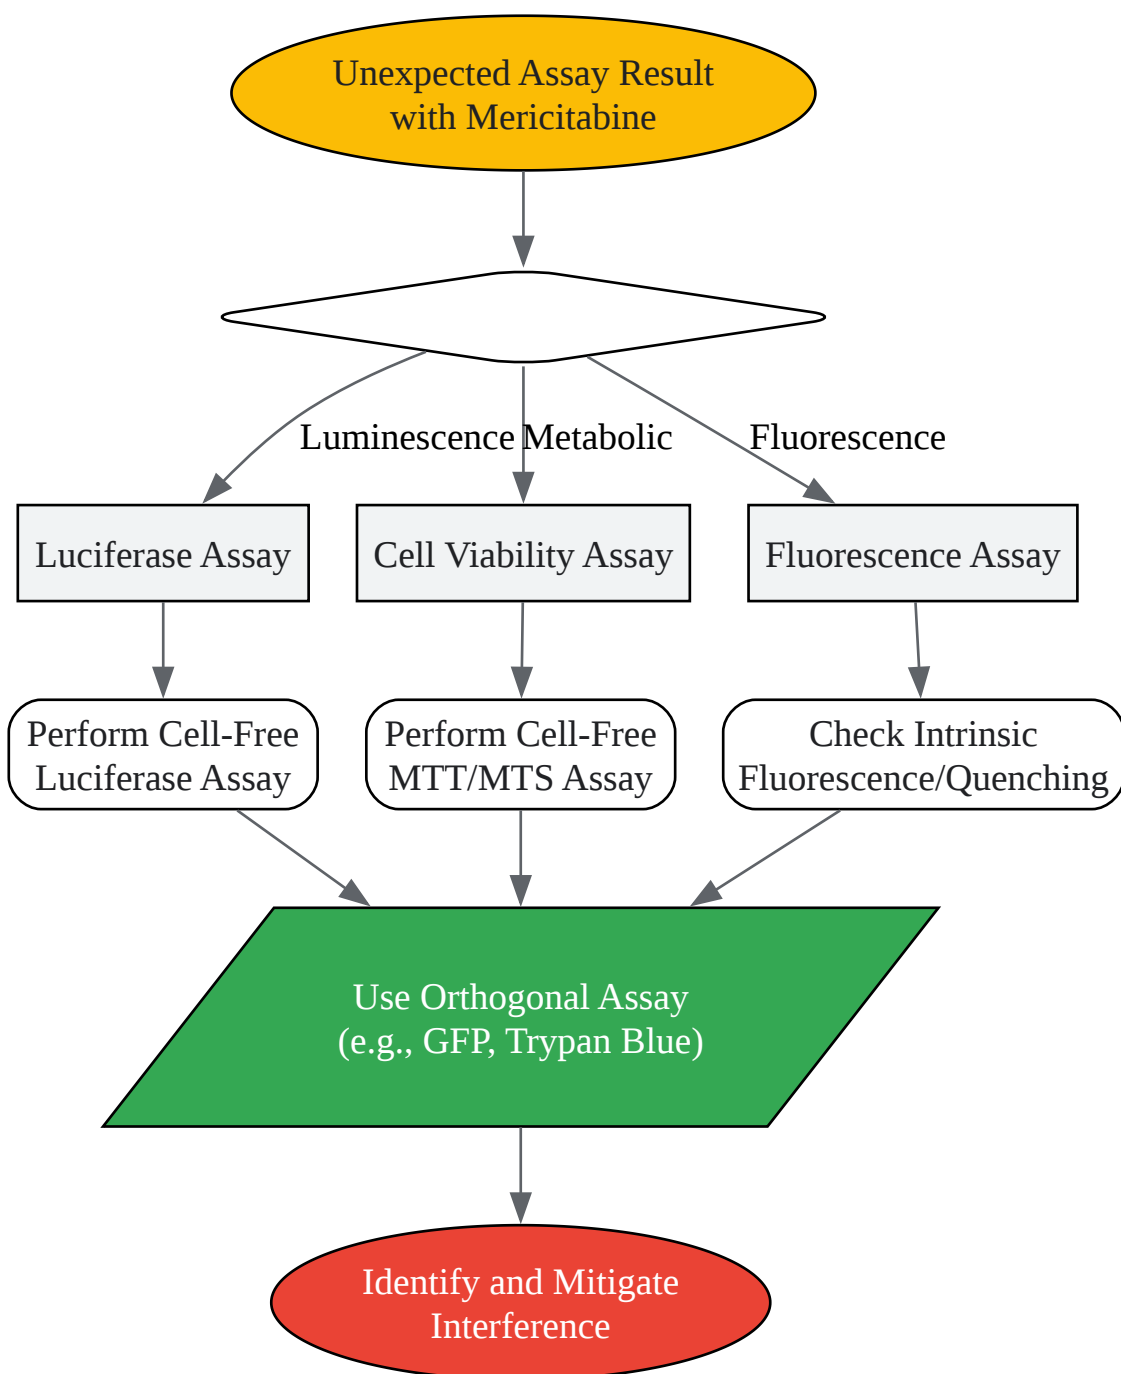 Unexpected Assay Result
with Mericitabine
Luminescence
Metabolic
Fluorescence
Luciferase Assay
Cell Viability Assay
Fluorescence Assay
Perform Cell-Free
Luciferase Assay
Perform Cell-Free
MTT/MTS Assay
Check Intrinsic
Fluorescence/Quenching
Use Orthogonal Assay
(e.g., GFP, Trypan Blue)
Identify and Mitigate
Interference